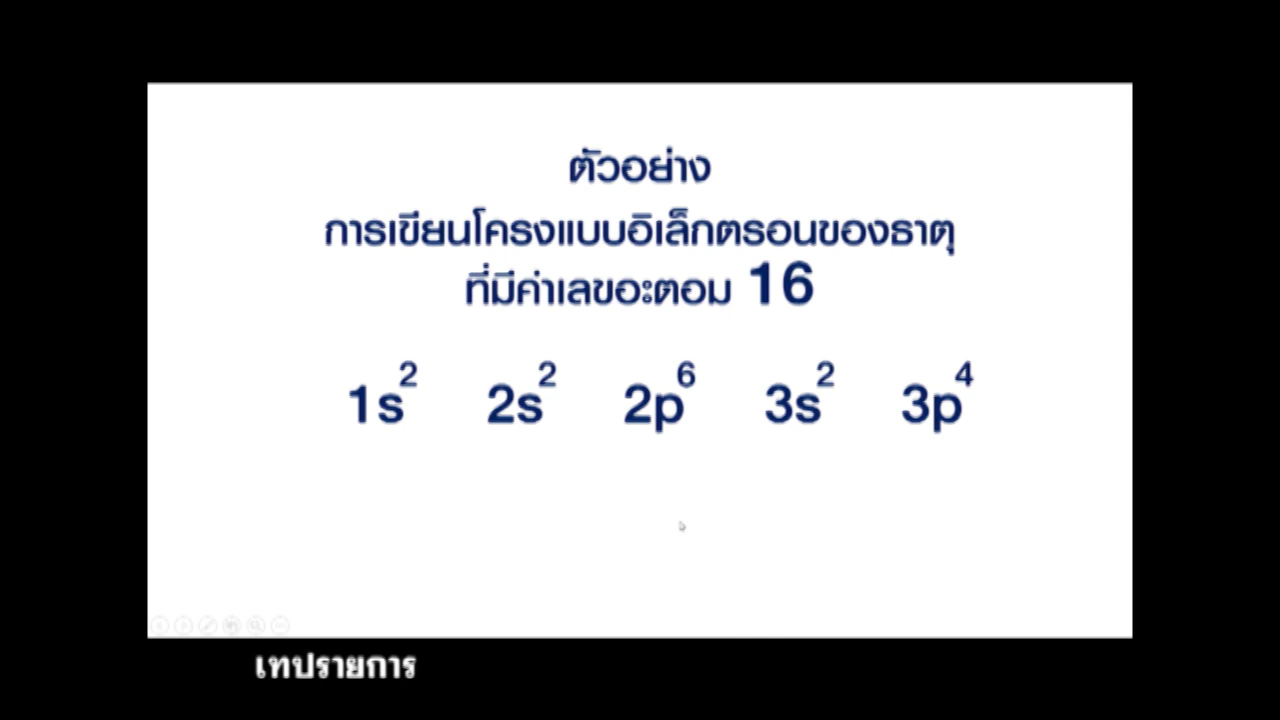 ตัวอย่าง
การเขียนโครงแบบอิเล็กตรอนของธาตุ
ที่มีค่าเลขอะตอม 16
1s² 2s² 2p⁶ 3s² 3p⁴
เทปรายการ